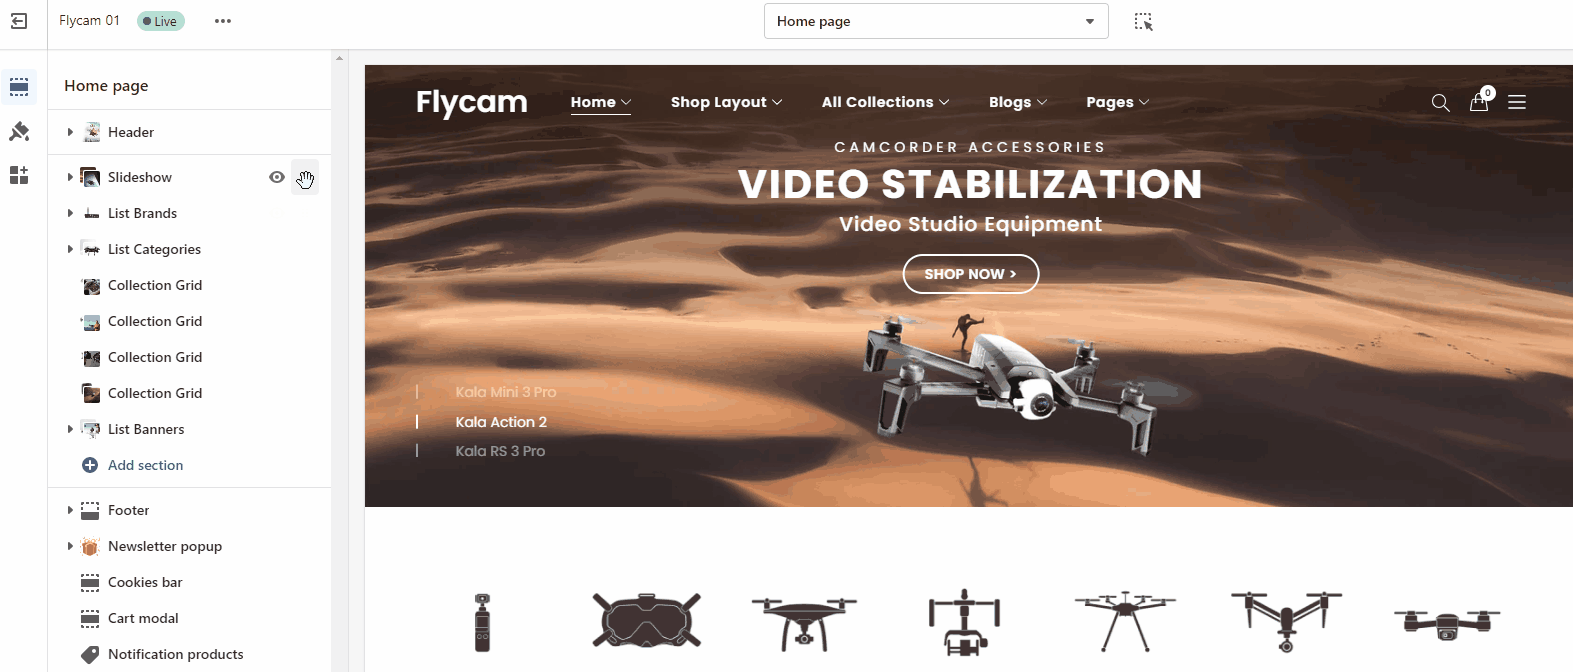 Flycam 01
Live
Home page
Home page
Header
Slideshow
List Brands
List Categories
Collection Grid
Collection Grid
Collection Grid
Collection Grid
List Banners
Add section
Footer
Newsletter popup
Cookies bar
Cart modal
Notification products
Flycam
Home
Shop Layout
All Collections
Blogs
Pages
0
CAMCORDER ACCESSORIES
VIDEO STABILIZATION
Video Studio Equipment
SHOP NOW >
Kala Mini 3 Pro
Kala Action 2
Kala RS 3 Pro